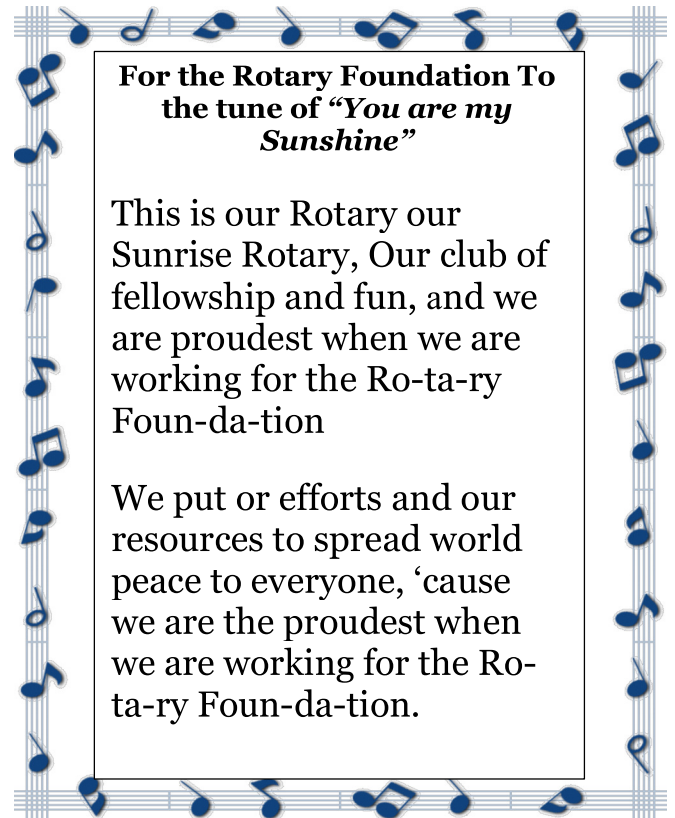 For the Rotary Foundation To
the tune of “You are my
Sunshine”
This is our Rotary our
Sunrise Rotary, Our club of
fellowship and fun, and we
are proudest when we are
working for the Ro-ta-ry
Foun-da-tion
We put or efforts and our
resources to spread world
peace to everyone, ‘cause
we are the proudest when
we are working for the Ro-
ta-ry Foun-da-tion.